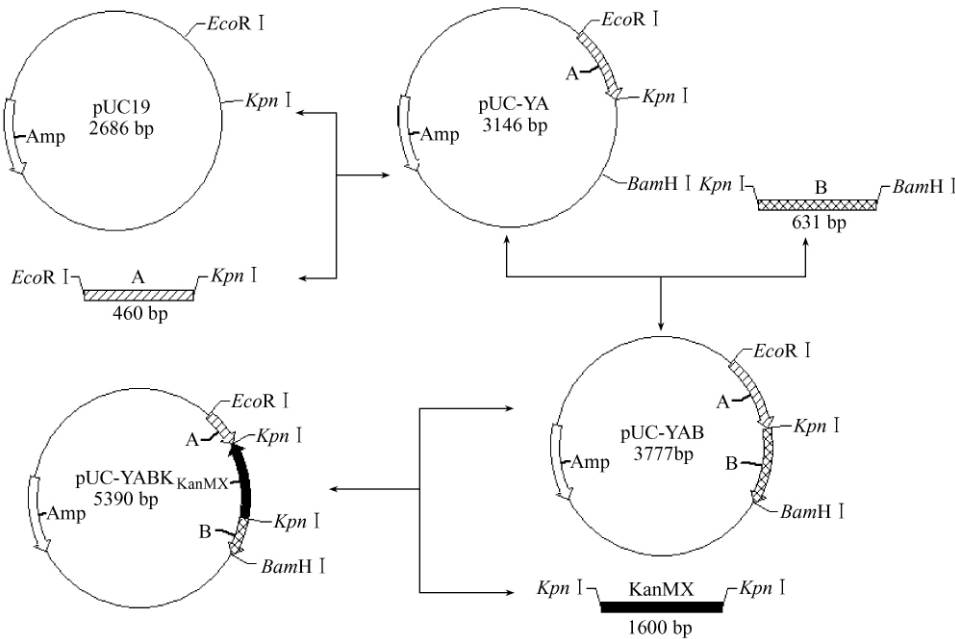 EcoR Ⅰ
Kpn Ⅰ
pUC19
2686 bp
Amp
EcoR Ⅰ
A
Kpn Ⅰ
pUC-YA
3146 bp
Amp
BamH Ⅰ
Kpn Ⅰ
B
BamH Ⅰ
631 bp
EcoR Ⅰ
A
Kpn Ⅰ
460 bp
EcoR Ⅰ
A
Kpn Ⅰ
pUC-YAB
3777bp
B
Amp
BamH Ⅰ
EcoR Ⅰ
A
Kpn Ⅰ
pUC-YABK
KanMX
5390 bp
Amp
Kpn Ⅰ
B
BamH Ⅰ
Kpn Ⅰ
KanMX
Kpn Ⅰ
1600 bp